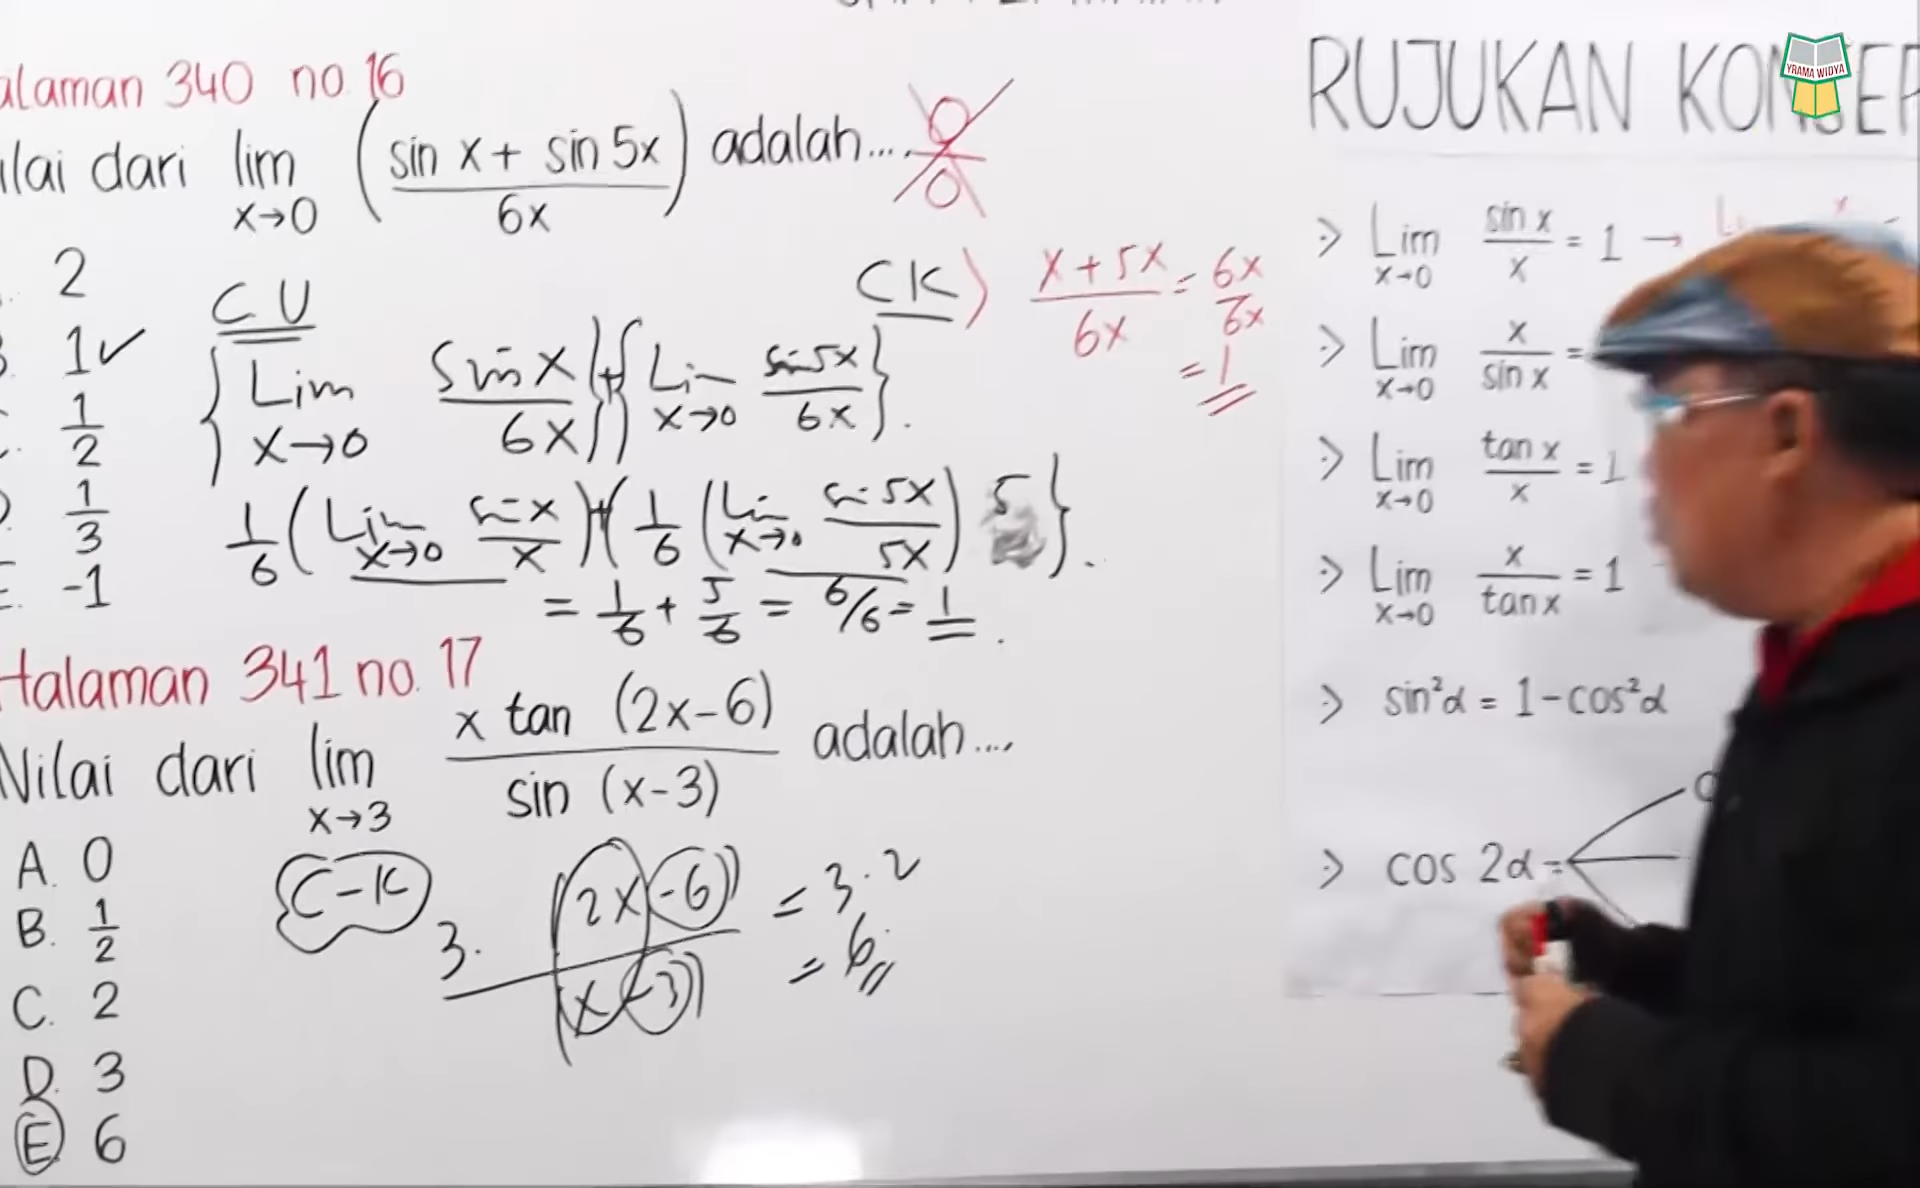 alaman 340 no 16
ilai dari lim x→0 (sin x + sin 5x / 6x) adalah.... 0/0
2
1✓
1/2
1/3
E. -1
CU
{Lim x→0 sin x / 6x} + {Lim x→0 sin 5x / 6x}.
1/6 (Lim x→0 sin x / x) + {1/6 (Lim x→0 sin 5x / 5x) 5}.
= 1/6 + 5/6 = 6/6 = 1.
CK) x + 5x / 6x = 6x / 6x
= 1
Halaman 341 no. 17
Nilai dari lim x→3 x tan (2x-6) / sin (x-3) adalah....
A. 0
B. 1/2
C. 2
D. 3
E. 6
C-K
3. (2x-6) / (x-3) = 3.2
= 6
RUJUKAN KONSEP
YRAMA WIDYA
Lim x→0 sin x / x = 1 →
Lim x→0 x / sin x =
Lim x→0 tan x / x = 1
Lim x→0 x / tan x = 1
sin²α = 1-cos²α
cos 2α =